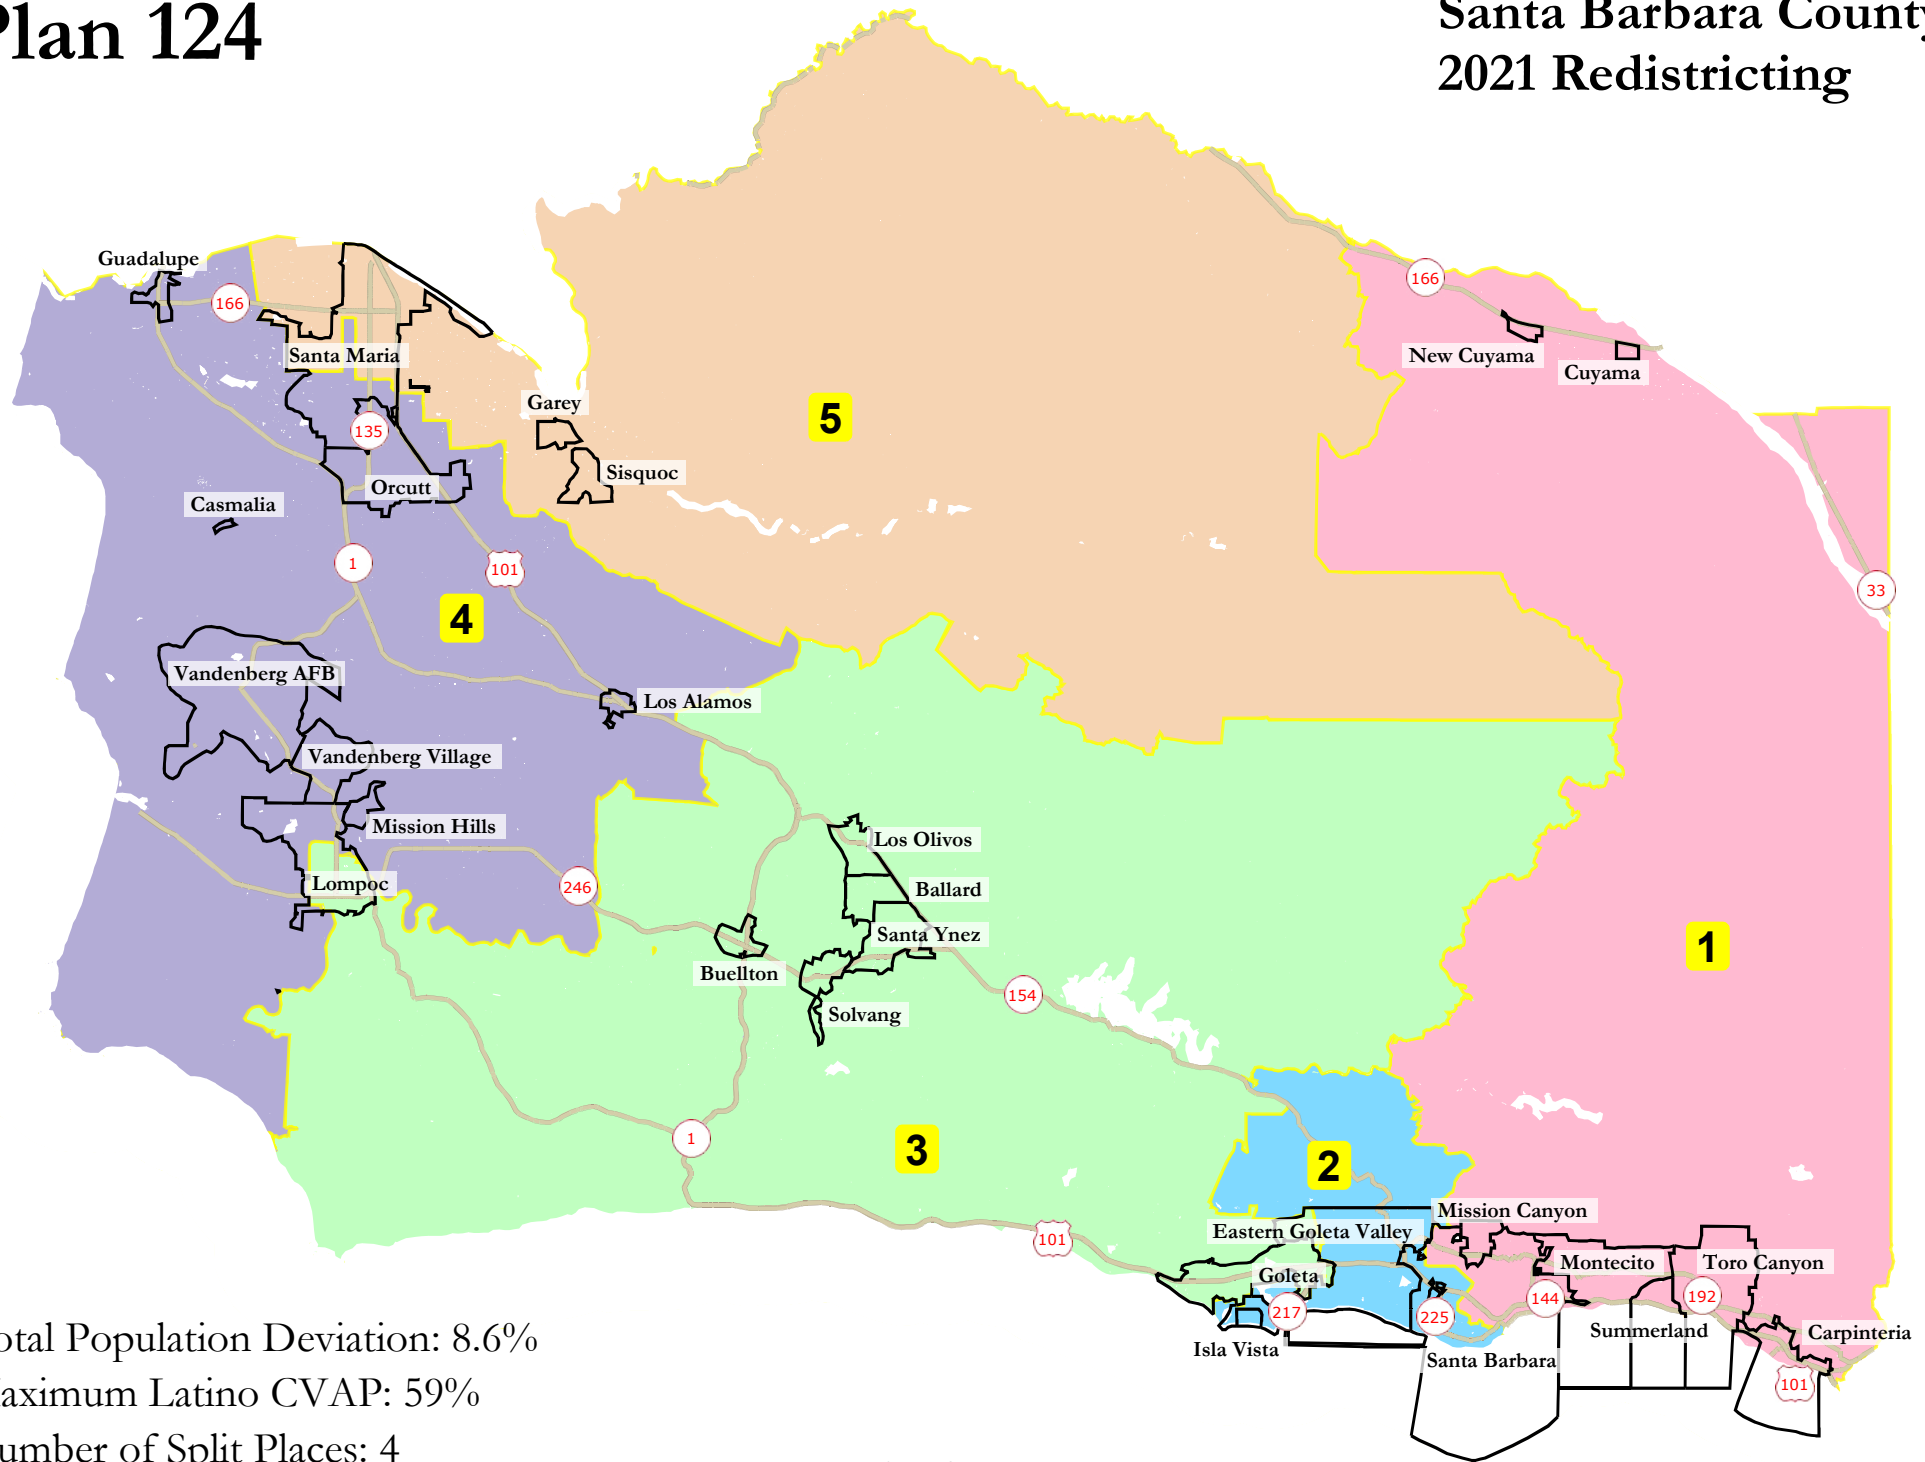 Plan 124
Santa Barbara County
2021 Redistricting
Guadalupe
166
Santa Maria
135
Garey
Sisquoc
Orcutt
Casmalia
1
101
4
5
166
New Cuyama
Cuyama
33
Vandenberg AFB
Los Alamos
Vandenberg Village
Mission Hills
Lompoc
246
Los Olivos
Ballard
Santa Ynez
Buellton
Solvang
154
1
1
3
2
101
Mission Canyon
Eastern Goleta Valley
Goleta
Montecito
Toro Canyon
217
225
144
192
Isla Vista
Santa Barbara
Summerland
Carpinteria
101
otal Population Deviation: 8.6%
aximum Latino CVAP: 59%
umber of Split Places: 4